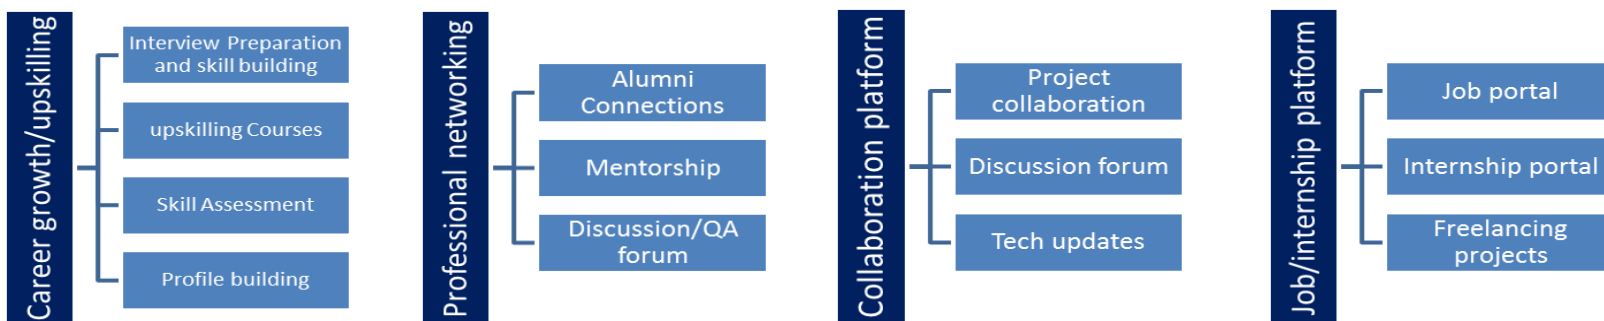 Career growth/upskilling
Interview Preparation
and skill building
upskilling Courses
Skill Assessment
Profile building
Professional networking
Alumni
Connections
Mentorship
Discussion/QA
forum
Collaboration platform
Project
collaboration
Discussion forum
Tech updates
Job/internship platform
Job portal
Internship portal
Freelancing
projects